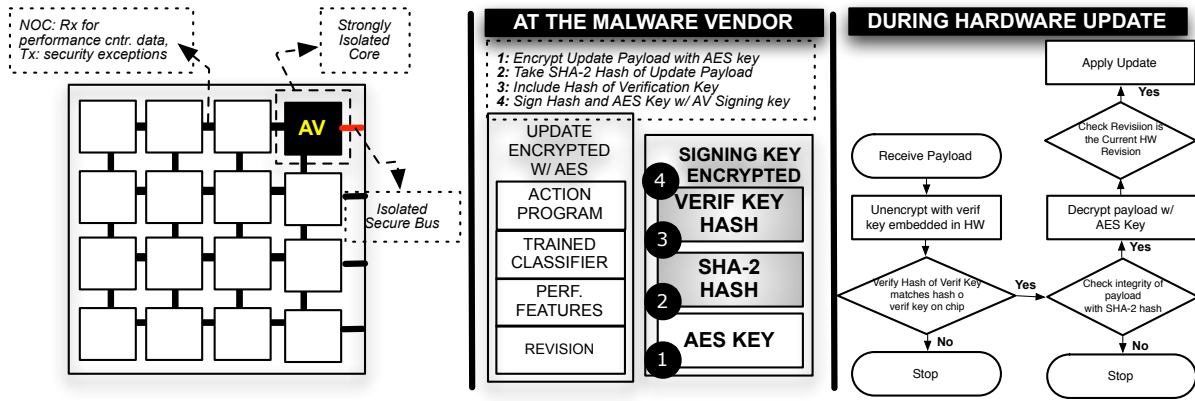 NOC: Rx for
performance cntr. data,
Tx: security exceptions
Strongly
Isolated
Core
AV
Isolated
Secure Bus
AT THE MALWARE VENDOR
1: Encrypt Update Payload with AES key
2: Take SHA-2 Hash of Update Payload
3: Include Hash of Verification Key
4: Sign Hash and AES Key w/ AV Signing key
UPDATE
ENCRYPTED
W/ AES
ACTION
PROGRAM
TRAINED
CLASSIFIER
PERF.
FEATURES
REVISION
SIGNING KEY
ENCRYPTED
4
VERIF KEY
HASH
3
SHA-2
HASH
2
AES KEY
1
DURING HARDWARE UPDATE
Receive Payload
Unencrypt with verif
key embedded in HW
Verify Hash of Verif Key
matches hash o
verif key on chip
No
Stop
Yes
Check integrity of
payload
with SHA-2 hash
No
Stop
Yes
Decrypt payload w/
AES Key
Check Revisiion is
the Current HW
Revision
Yes
Apply Update